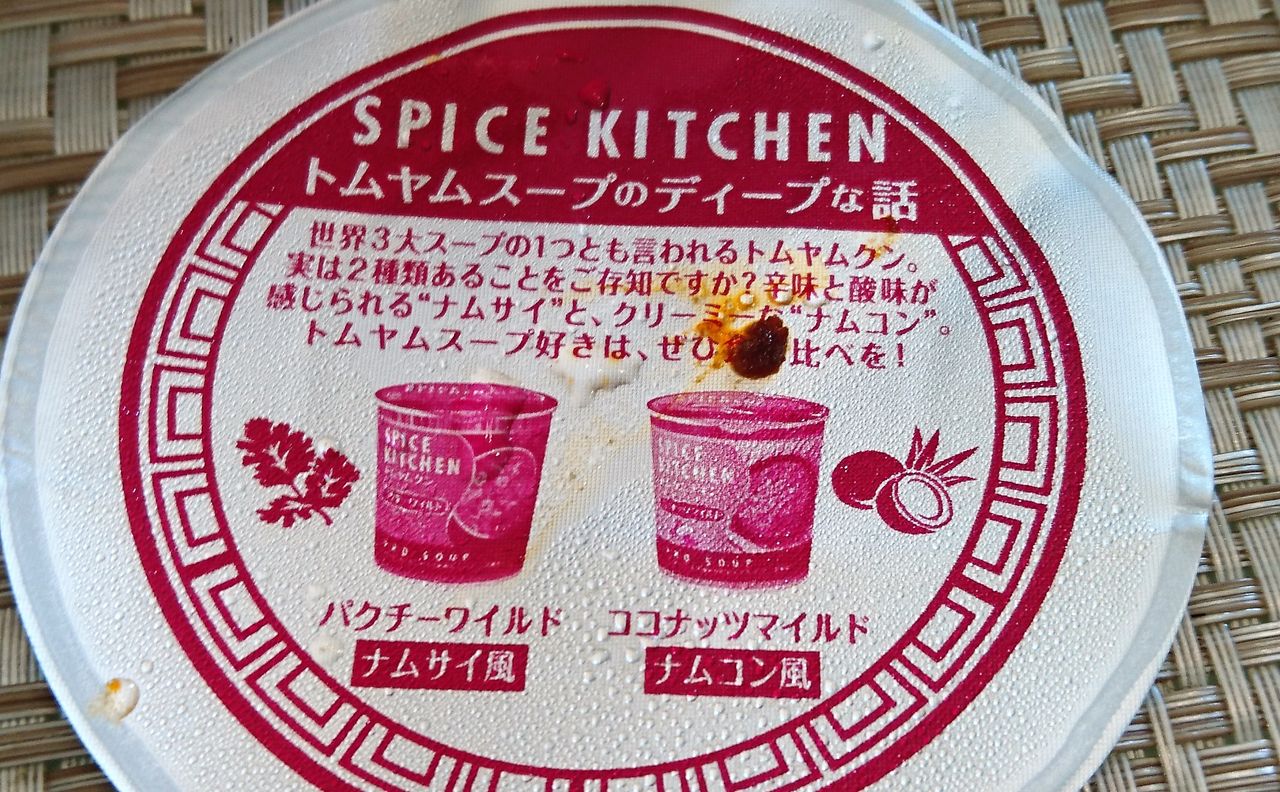 SPICE KITCHEN
トムヤムスープのディープな話
世界3大スープの1つとも言われるトムヤムクン。
実は2種類あることをご存知ですか?辛味と酸味が
感じられる“ナムサイ”と、クリーミーな“ナムコン”。
トムヤムスープ好きは、ぜひ 比べを!
SPICE
KITCHEN
SPICE
KITCHEN
パクチーワイルド
ココナッツマイルド
ナムサイ風
ナムコン風